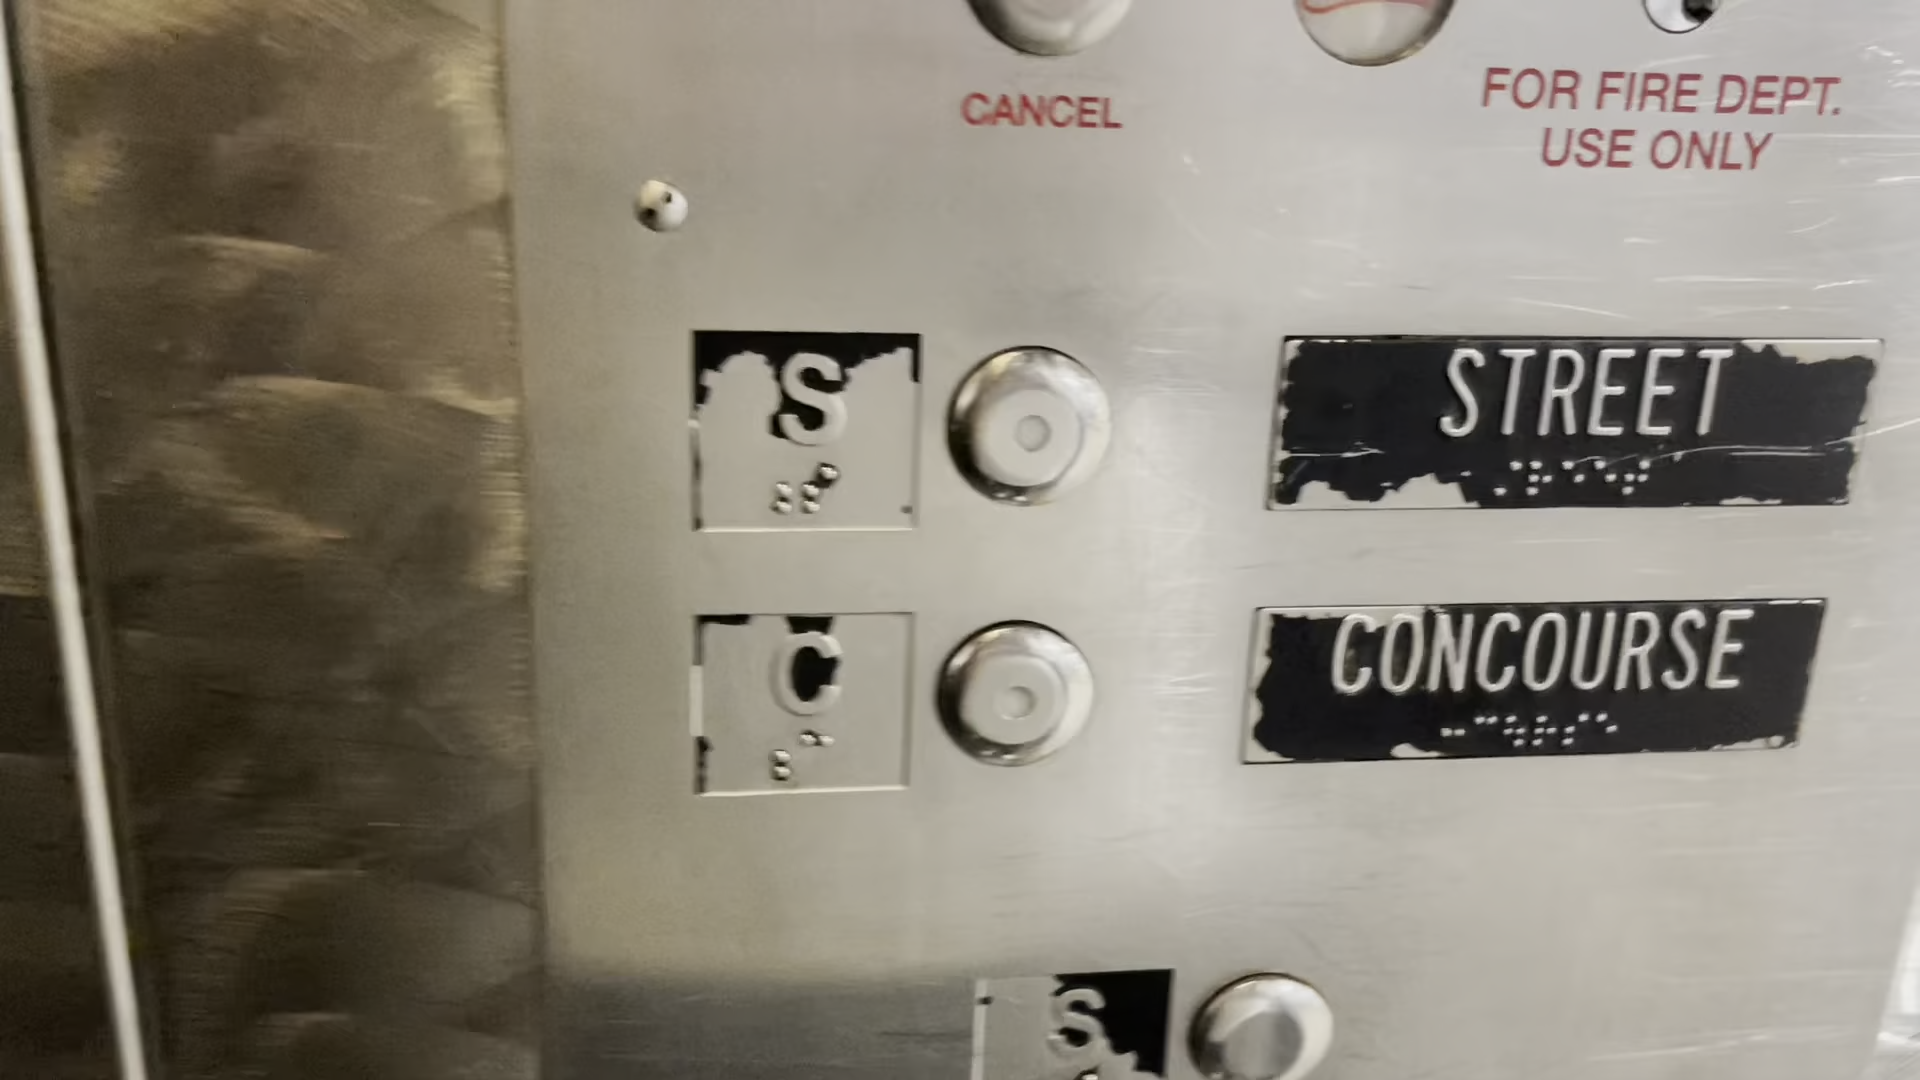 CANCEL
FOR FIRE DEPT.
USE ONLY
S
STREET
C
CONCOURSE
S